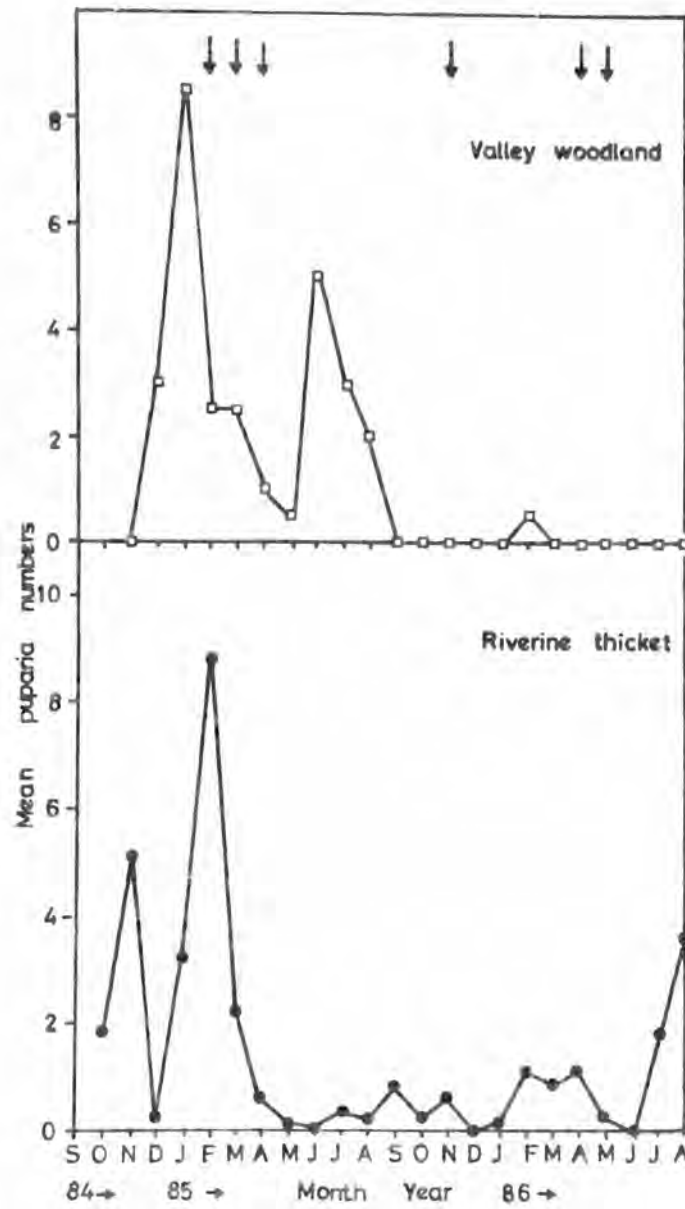 8
6
4
2
0
Valley woodland
Mean puparia numbers
10
8
6
4
2
0
Riverine thicket
S O N D J F M A M J J A S O N D J F M A M J J A
84→ 85→ Month Year 86→